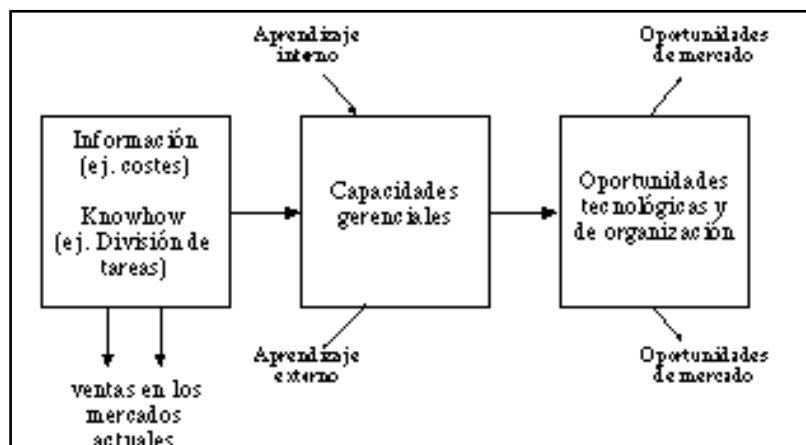 Aprendizaje
interno
Oportunidades
de mercado
Información
(ej. costes)
Knowhow
(ej. División de
tareas)
Capacidades
gerenciales
Oportunidades
tecnológicas y
de organización
Aprendizaje
externo
Oportunidades
de mercado
ventas en los
mercados
actuales